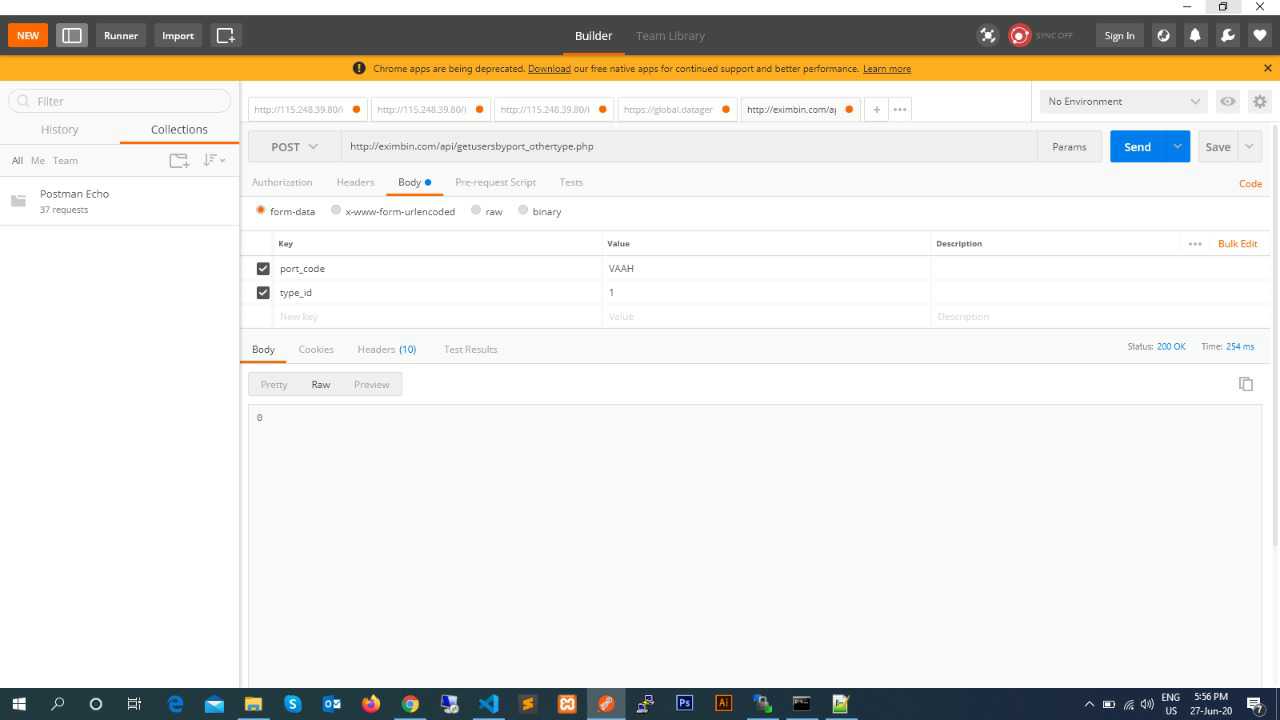 NEW
Runner
Import
Builder
Team Library
SYNC OFF
Sign In
Chrome apps are being deprecated. Download our free native apps for continued support and better performance. Learn more
Filter
History
Collections
All
Me
Team
Postman Echo
37 requests
http://115.248.39.80/
http://115.248.39.80/
http://115.248.39.80/
https://global.datager
http://eximbin.com/a
No Environment
POST
http://eximbin.com/api/getusersbyport_othertype.php
Params
Send
Save
Authorization
Headers
Body
Pre-request Script
Tests
Code
form-data
x-www-form-urlencoded
raw
binary
Key
Value
Description
Bulk Edit
port_code
VAAH
type_id
1
New key
Value
Description
Body
Cookies
Headers (10)
Test Results
Status: 200 OK
Time: 254 ms
Pretty
Raw
Preview
0
ENG
US
5:56 PM
27-Jun-20